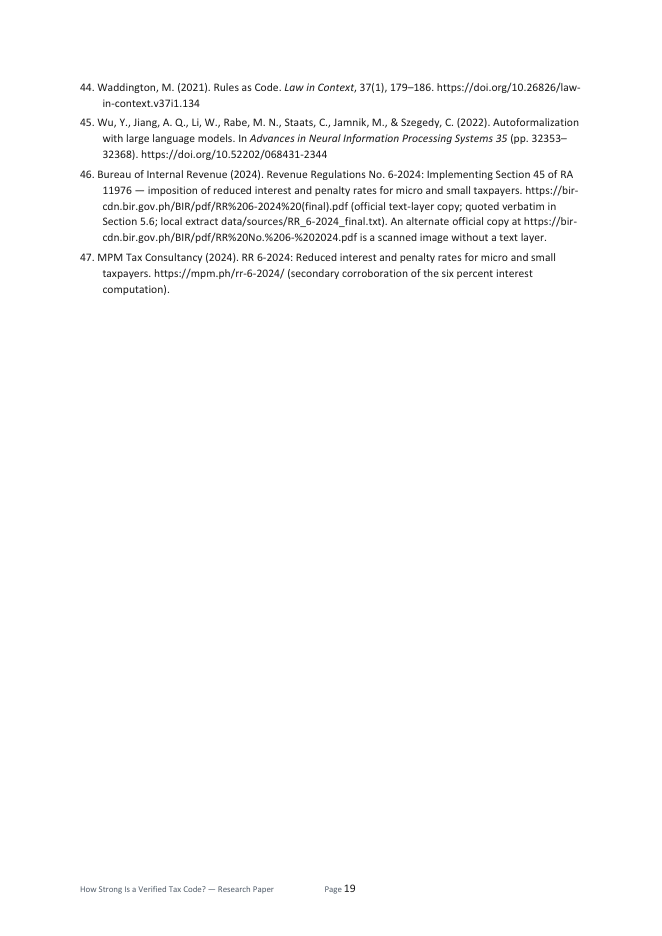 44. Waddington, M. (2021). Rules as Code. Law in Context, 37(1), 179–186. https://doi.org/10.26826/law-
in-context.v37i1.134
45. Wu, Y., Jiang, A. Q., Li, W., Rabe, M. N., Staats, C., Jamnik, M., & Szegedy, C. (2022). Autoformalization
with large language models. In Advances in Neural Information Processing Systems 35 (pp. 32353–
32368). https://doi.org/10.52202/068431-2344
46. Bureau of Internal Revenue (2024). Revenue Regulations No. 6-2024: Implementing Section 45 of RA
11976 — imposition of reduced interest and penalty rates for micro and small taxpayers. https://bir-
cdn.bir.gov.ph/BIR/pdf/RR%206-2024%20(final).pdf (official text-layer copy; quoted verbatim in
Section 5.6; local extract data/sources/RR_6-2024_final.txt). An alternate official copy at https://bir-
cdn.bir.gov.ph/BIR/pdf/RR%20No.%206-%202024.pdf is a scanned image without a text layer.
47. MPM Tax Consultancy (2024). RR 6-2024: Reduced interest and penalty rates for micro and small
taxpayers. https://mpm.ph/rr-6-2024/ (secondary corroboration of the six percent interest
computation).
How Strong Is a Verified Tax Code? — Research Paper Page 19